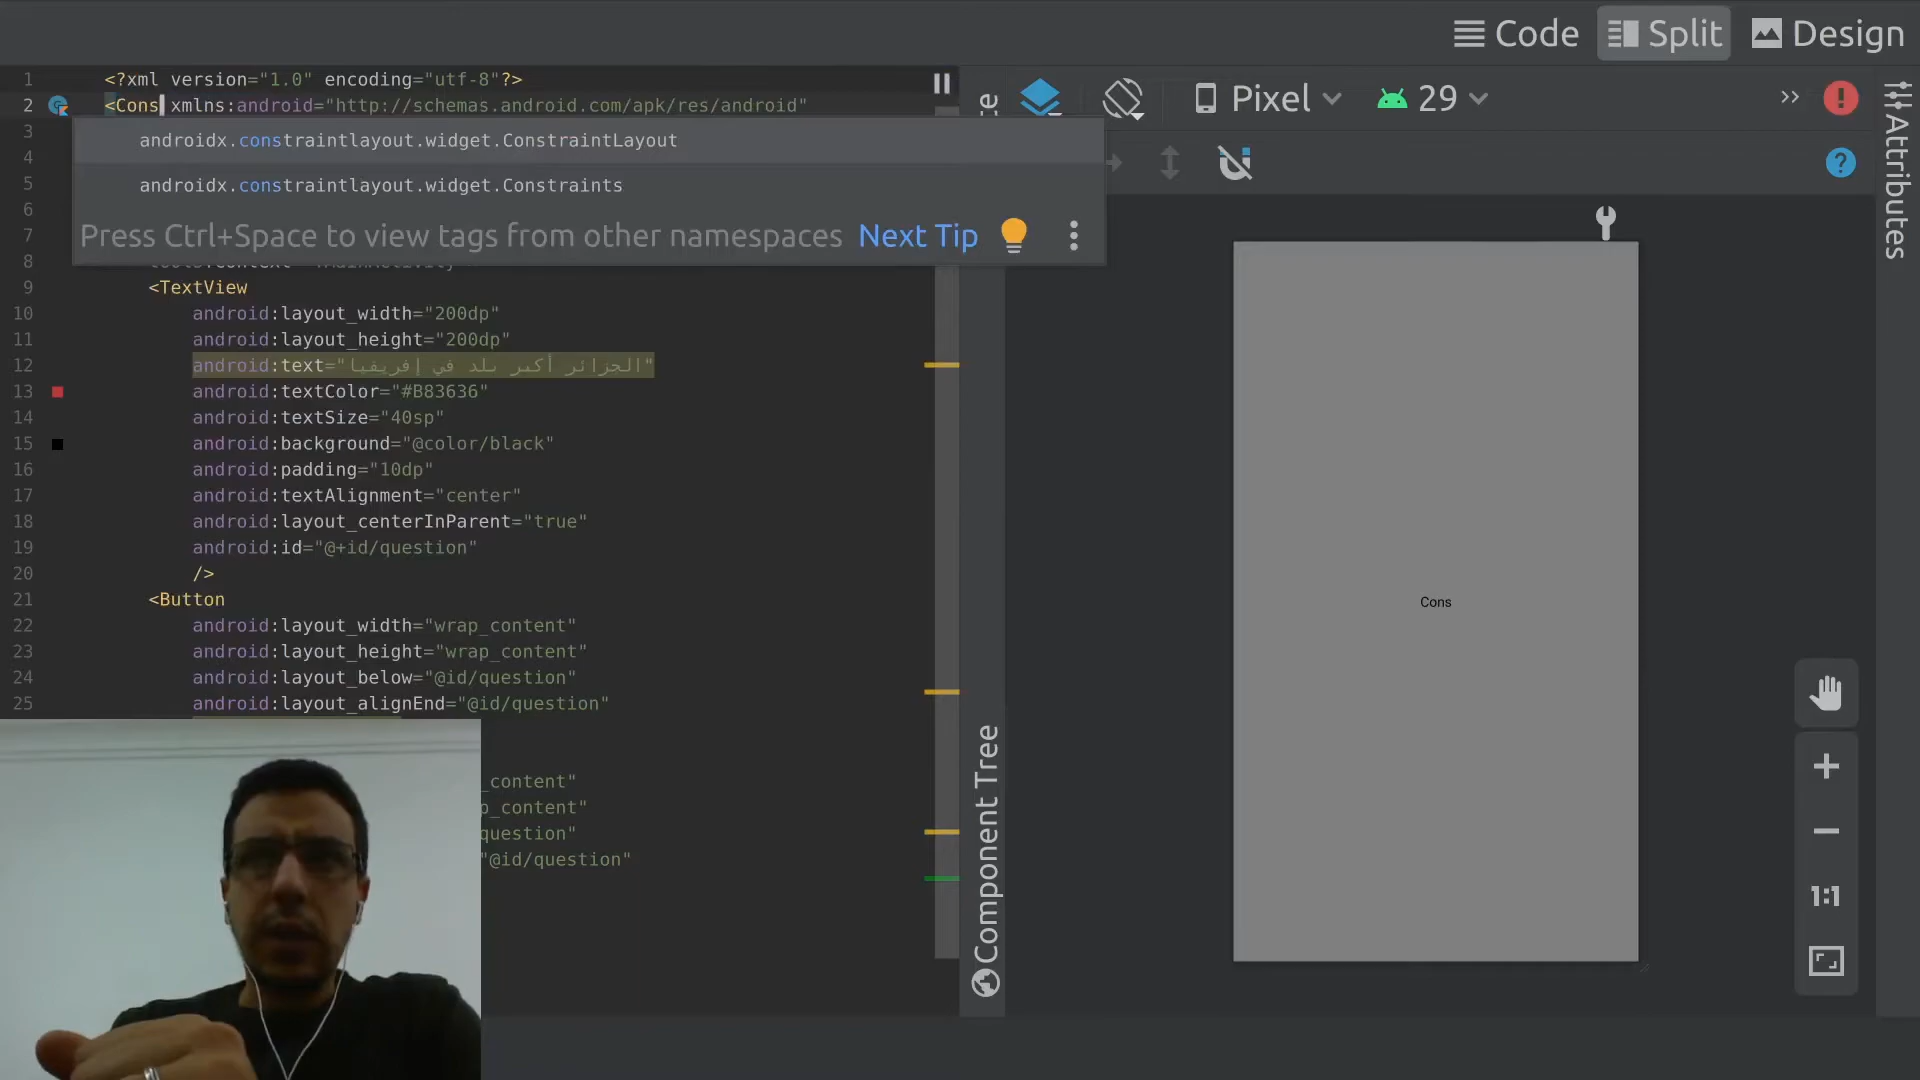 Code
Split
Design
1 <?xml version="1.0" encoding="utf-8"?>
2 <Cons xmlns:android="http://schemas.android.com/apk/res/android"
3
4
5
6
7
8
androidx.constraintlayout.widget.ConstraintLayout
androidx.constraintlayout.widget.Constraints
Press Ctrl+Space to view tags from other namespaces Next Tip
9 <TextView
10 android:layout_width="200dp"
11 android:layout_height="200dp"
12 android:text="الجزائر أكبر بلد في إفريقيا"
13 android:textColor="#B83636"
14 android:textSize="40sp"
15 android:background="@color/black"
16 android:padding="10dp"
17 android:textAlignment="center"
18 android:layout_centerInParent="true"
19 android:id="@+id/question"
20 />
21 <Button
22 android:layout_width="wrap_content"
23 android:layout_height="wrap_content"
24 android:layout_below="@id/question"
25 android:layout_alignEnd="@id/question"
_content"
p_content"
question"
"@id/question"
Component Tree
Pixel
29
Attributes
Cons
1:1